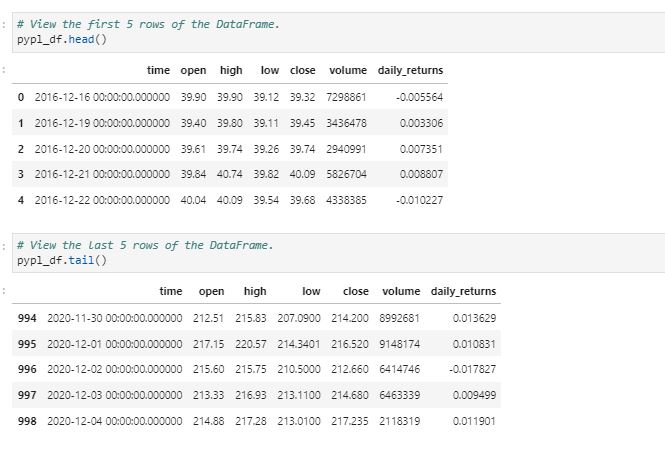 # View the first 5 rows of the DataFrame.
pypl_df.head()
time open high low close volume daily_returns
0 2016-12-16 00:00:00.000000 39.90 39.90 39.12 39.32 7298861 -0.005564
1 2016-12-19 00:00:00.000000 39.40 39.80 39.11 39.45 3436478 0.003306
2 2016-12-20 00:00:00.000000 39.61 39.74 39.26 39.74 2940991 0.007351
3 2016-12-21 00:00:00.000000 39.84 40.74 39.82 40.09 5826704 0.008807
4 2016-12-22 00:00:00.000000 40.04 40.09 39.54 39.68 4338385 -0.010227
# View the last 5 rows of the DataFrame.
pypl_df.tail()
time open high low close volume daily_returns
994 2020-11-30 00:00:00.000000 212.51 215.83 207.0900 214.200 8992681 0.013629
995 2020-12-01 00:00:00.000000 217.15 220.57 214.3401 216.520 9148174 0.010831
996 2020-12-02 00:00:00.000000 215.60 215.75 210.5000 212.660 6414746 -0.017827
997 2020-12-03 00:00:00.000000 213.33 216.93 213.1100 214.680 6463339 0.009499
998 2020-12-04 00:00:00.000000 214.88 217.28 213.0100 217.235 2118319 0.011901